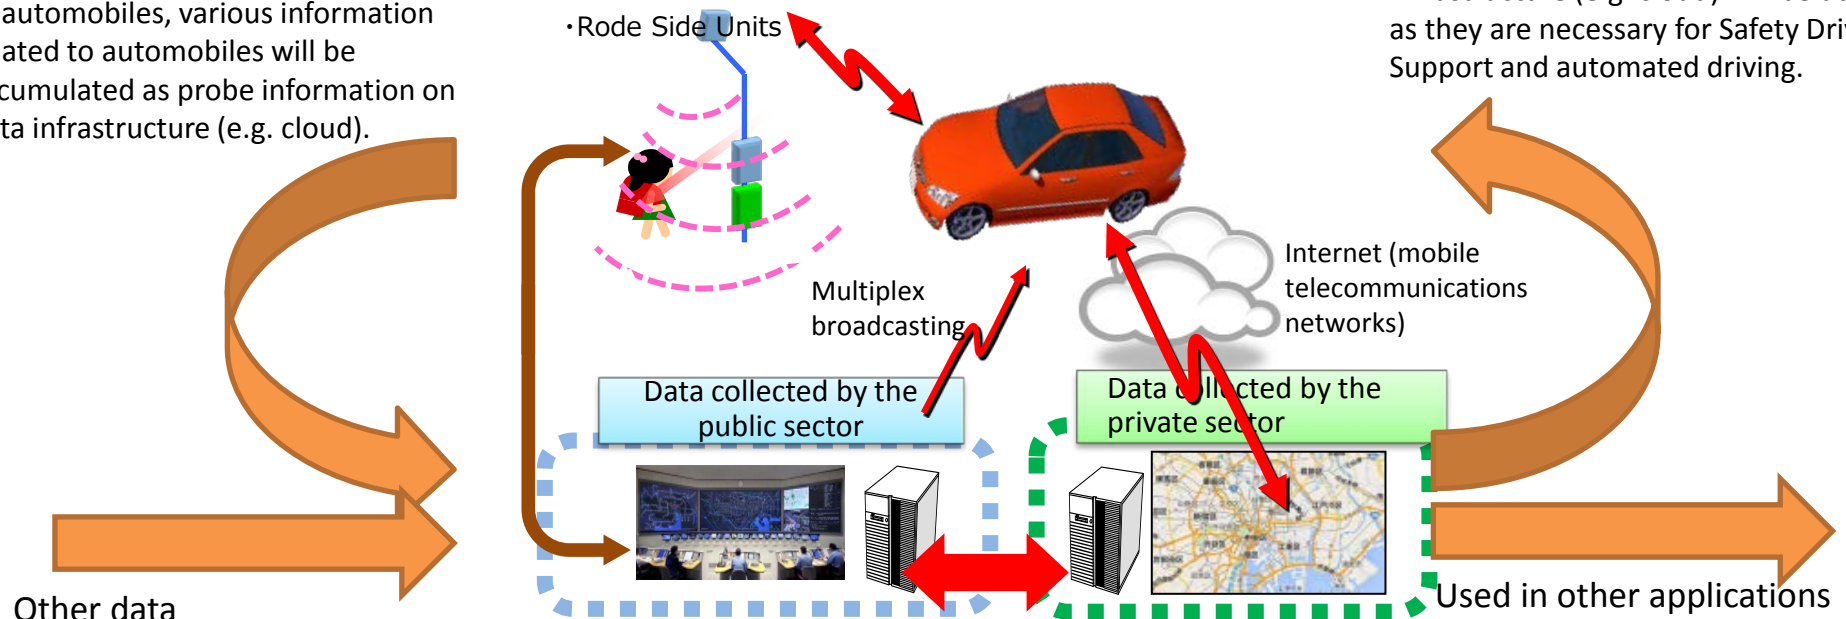 automobiles, various information
ated to automobiles will be
cumulated as probe information on
ta infrastructure (e.g. cloud).
・Rode Side Units
as they are necessary for Safety Driv
Support and automated driving.
Internet (mobile
telecommunications
networks)
Multiplex
broadcasting
Data collected by the
public sector
Data collected by the
private sector
Other data
Used in other applications